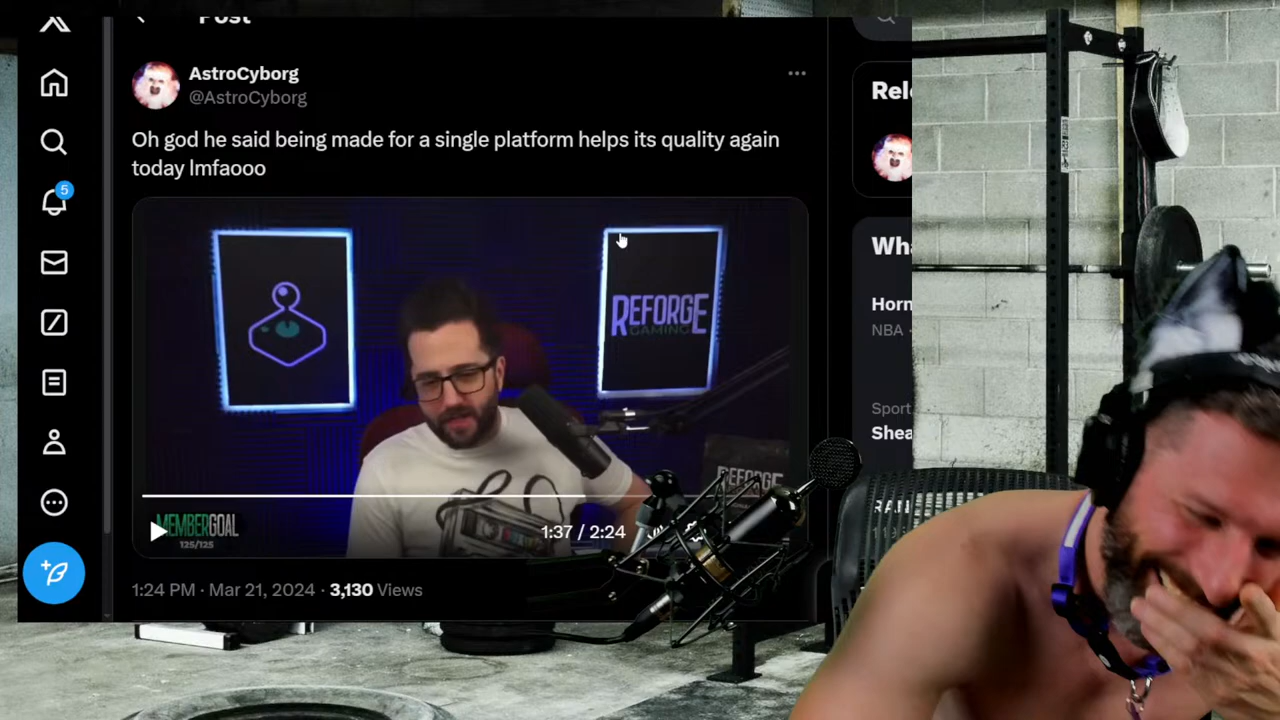 Post
AstroCyborg
@AstroCyborg
Oh god he said being made for a single platform helps its quality again
today lmfaooo
5
REFORGE
GAMING
REFORGE
MEMBERGOAL
125/125
1:37 / 2:24
1:24 PM · Mar 21, 2024 · 3,130 Views
Rel
Wha
Horn
NBA ·
Sport
Shea